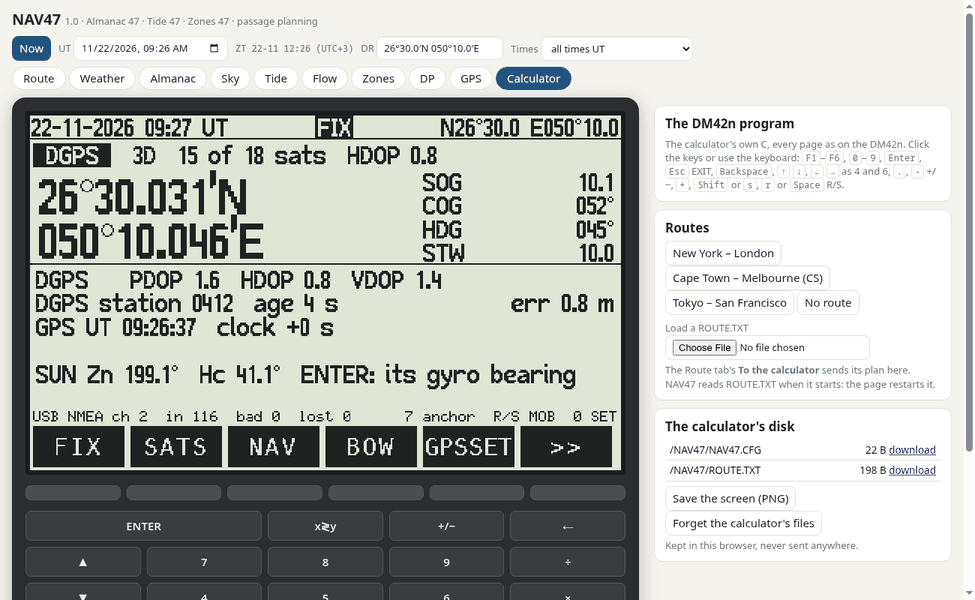 NAV47 1.0 · Almanac 47 · Tide 47 · Zones 47 · passage planning
Now UT 11/22/2026, 09:26 AM ZT 22-11 12:26 (UTC+3) DR 26°30.0′N 050°10.0′E Times all times UT
Route Weather Almanac Sky Tide Flow Zones DP GPS Calculator
22-11-2026 09:27 UT FIX N26°30.0 E050°10.0
DGPS 3D 15 of 18 sats HDOP 0.8
26°30.031'N
050°10.046'E
SOG 10.1
COG 052°
HDG 045°
STW 10.0
DGPS PDOP 1.6 HDOP 0.8 VDOP 1.4
DGPS station 0412 age 4 s err 0.8 m
GPS UT 09:26:37 clock +0 s
SUN Zn 199.1° Hc 41.1° ENTER: its gyro bearing
USB NMEA ch 2 in 116 bad 0 lost 0 7 anchor R/S MOB 0 SET
FIX SATS NAV BOW GPSSET >>
ENTER x≷y +/− ←
▲ 7 8 9 ÷
▼ 4 5 6 ×
The DM42n program
The calculator's own C, every page as on the DM42n. Click
the keys or use the keyboard: F1 – F6 , 0 – 9 , Enter ,
Esc EXIT, Backspace , ↑ ↓ , ← → as 4 and 6, . , - +/
−, + , Shift or s , r or Space R/S.
Routes
New York – London
Cape Town – Melbourne (CS)
Tokyo – San Francisco No route
Load a ROUTE.TXT
Choose File No file chosen
The Route tab's To the calculator sends its plan here.
NAV47 reads ROUTE.TXT when it starts: the page restarts it.
The calculator's disk
/NAV47/NAV47.CFG 22 B download
/NAV47/ROUTE.TXT 198 B download
Save the screen (PNG)
Forget the calculator's files
Kept in this browser, never sent anywhere.